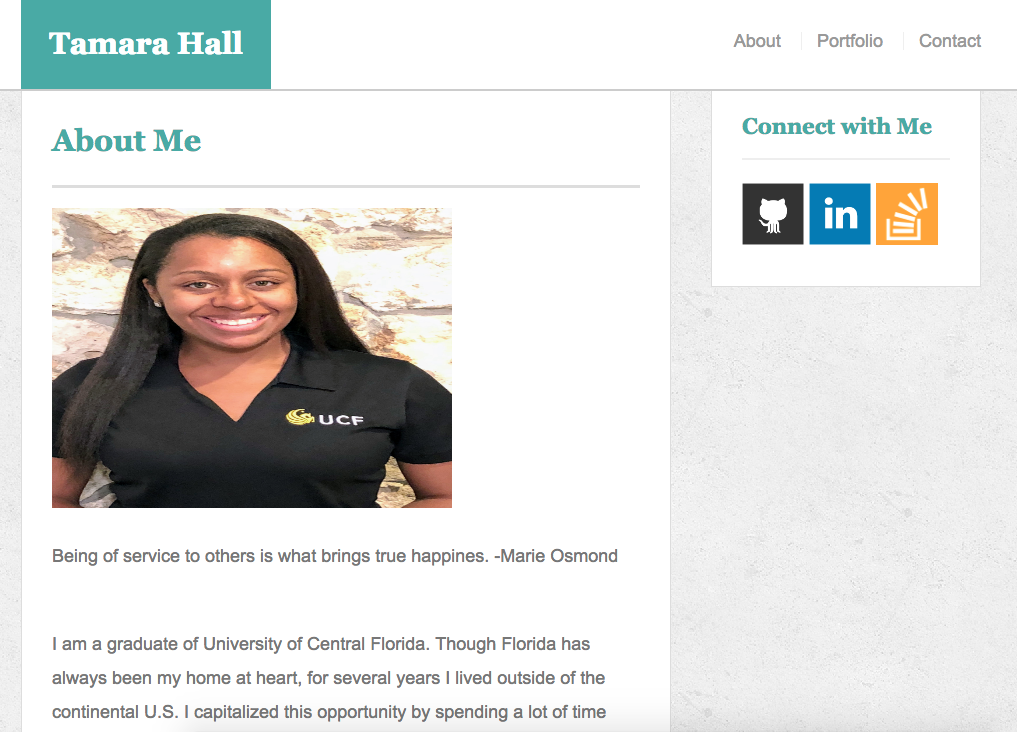 Tamara Hall
About
Portfolio
Contact
About Me
UCF
Being of service to others is what brings true happines. -Marie Osmond
I am a graduate of University of Central Florida. Though Florida has
always been my home at heart, for several years I lived outside of the
continental U.S. I capitalized this opportunity by spending a lot of time
Connect with Me
in